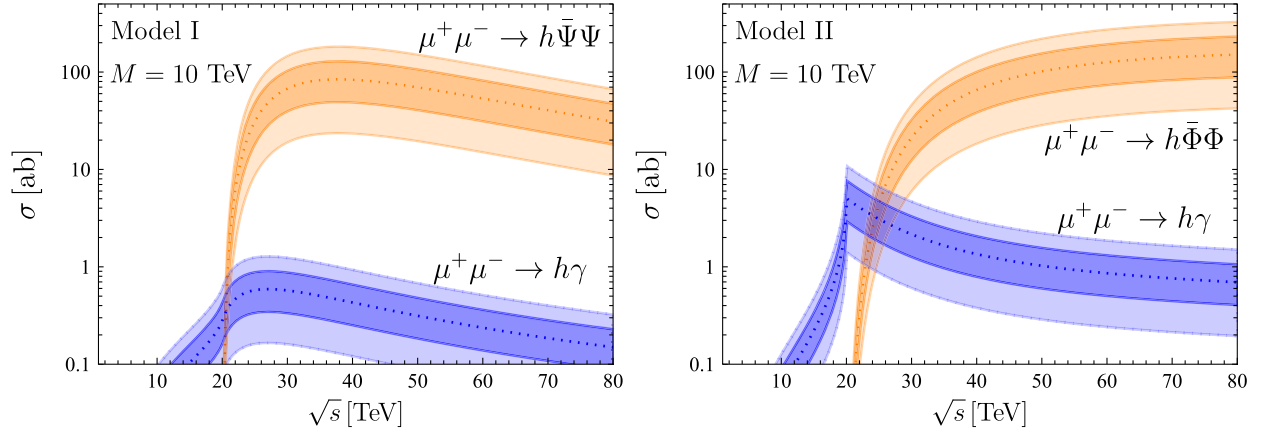 Model I
M = 10 TeV
μ⁺μ⁻ → hΨ̄Ψ
μ⁺μ⁻ → hγ
σ [ab]
100
10
1
0.1
10 20 30 40 50 60 70 80
√s [TeV]
Model II
M = 10 TeV
μ⁺μ⁻ → hΦ̄Φ
μ⁺μ⁻ → hγ
σ [ab]
100
10
1
0.1
10 20 30 40 50 60 70 80
√s [TeV]